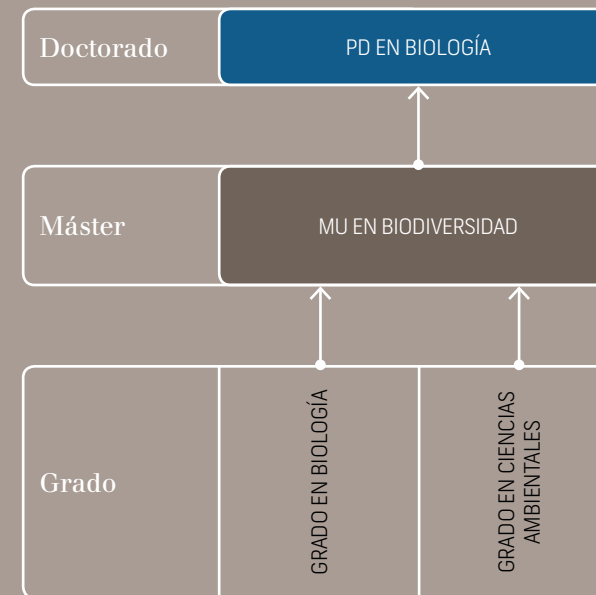 Doctorado
PD EN BIOLOGÍA
Máster
MU EN BIODIVERSIDAD
Grado
GRADO EN BIOLOGÍA
GRADO EN CIENCIAS
AMBIENTALES